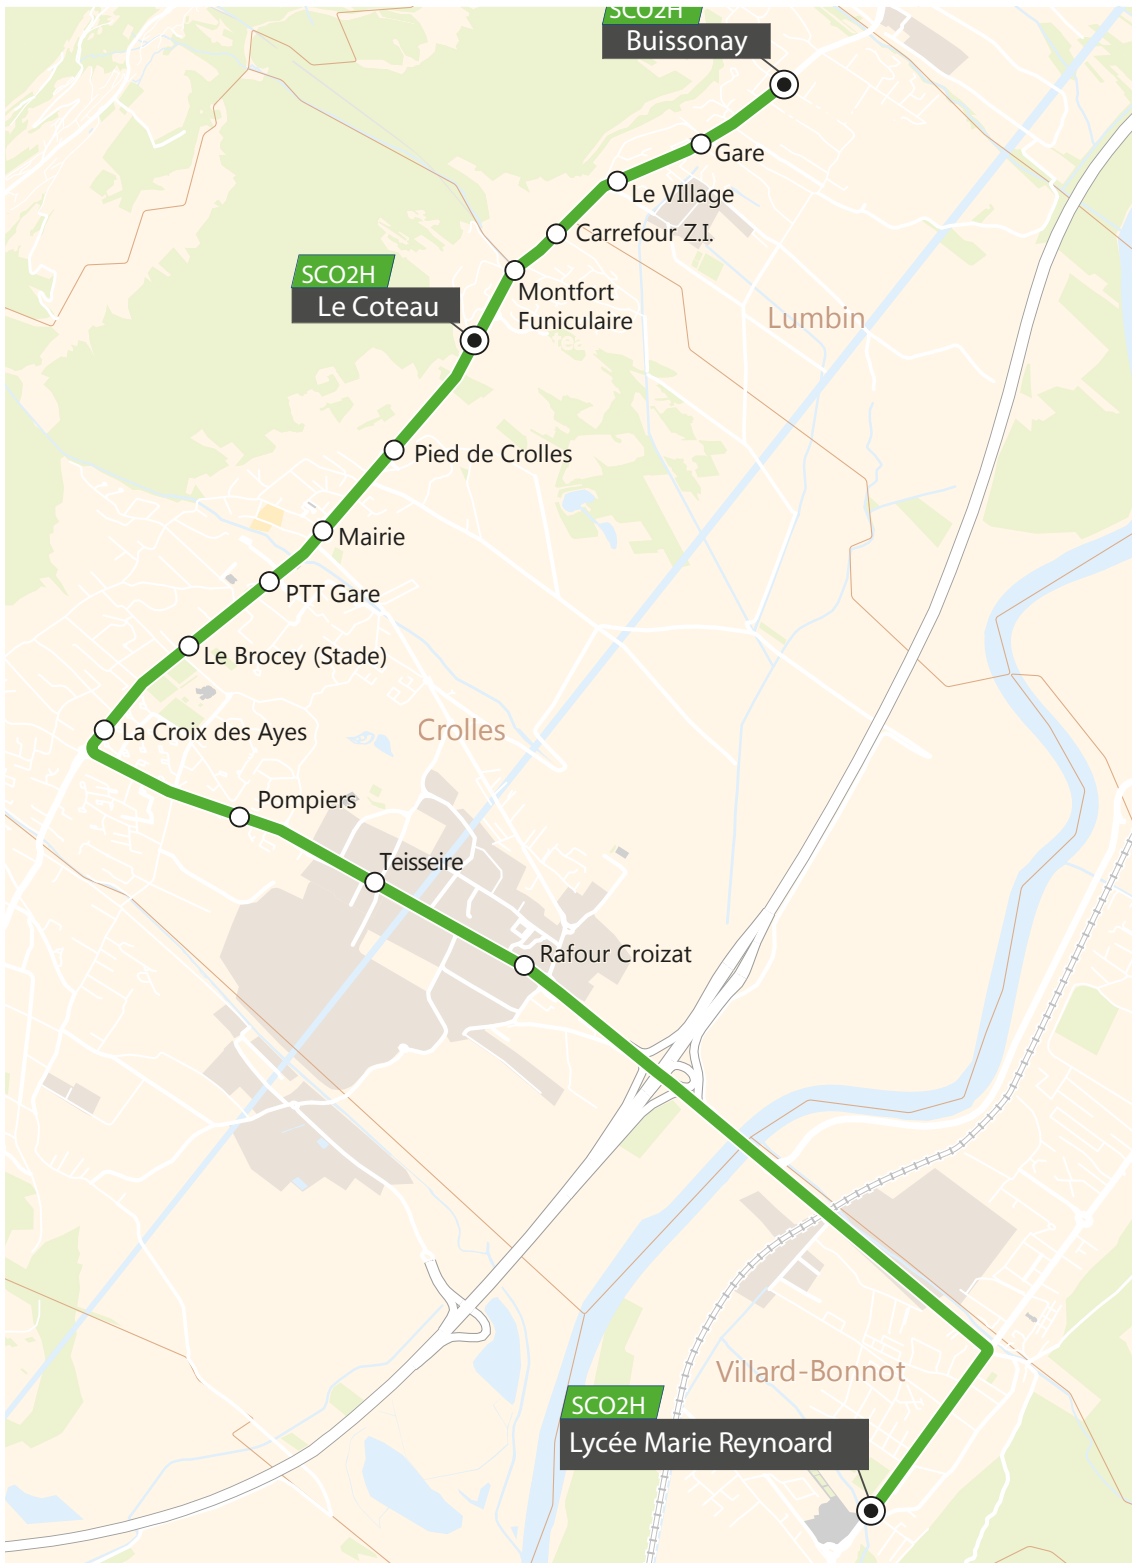 SCO2H
Buissonay
Gare
Le VIllage
Carrefour Z.I.
SCO2H
Le Coteau
Montfort
Funiculaire
Lumbin
Pied de Crolles
Mairie
PTT Gare
Le Brocey (Stade)
La Croix des Ayes
Crolles
Pompiers
Teisseire
Rafour Croizat
Villard-Bonnot
SCO2H
Lycée Marie Reynoard